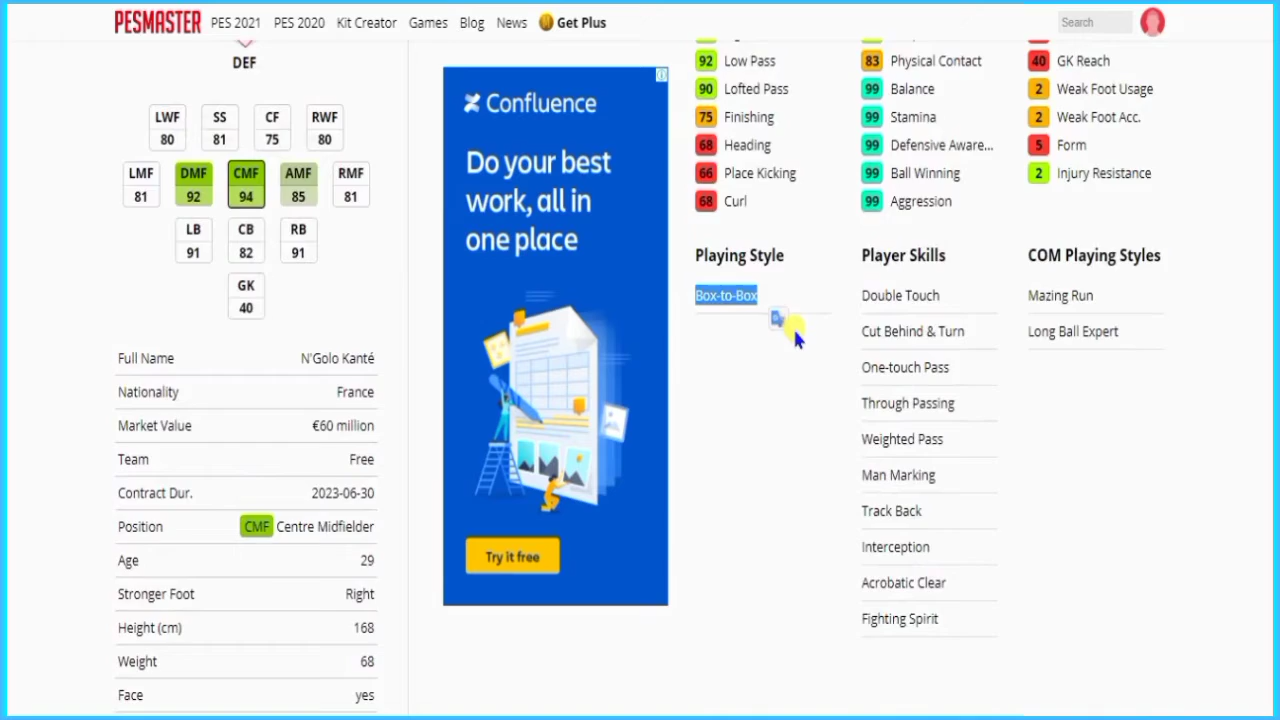 PESMASTER PES 2021 PES 2020 Kit Creator Games Blog News Get Plus Search
DEF
LWF SS CF RWF
80 81 75 80
LMF DMF CMF AMF RMF
81 92 94 85 81
LB CB RB
91 82 91
GK
40
Full Name N'Golo Kanté
Nationality France
Market Value €60 million
Team Free
Contract Dur. 2023-06-30
Position CMF Centre Midfielder
Age 29
Stronger Foot Right
Height (cm) 168
Weight 68
Face yes
Confluence
Do your best
work, all in
one place
Try it free
92 Low Pass
90 Lofted Pass
75 Finishing
68 Heading
66 Place Kicking
68 Curl
83 Physical Contact
99 Balance
99 Stamina
99 Defensive Aware...
99 Ball Winning
99 Aggression
40 GK Reach
2 Weak Foot Usage
2 Weak Foot Acc.
5 Form
2 Injury Resistance
Playing Style
Box-to-Box
Player Skills
Double Touch
Cut Behind & Turn
One-touch Pass
Through Passing
Weighted Pass
Man Marking
Track Back
Interception
Acrobatic Clear
Fighting Spirit
COM Playing Styles
Mazing Run
Long Ball Expert